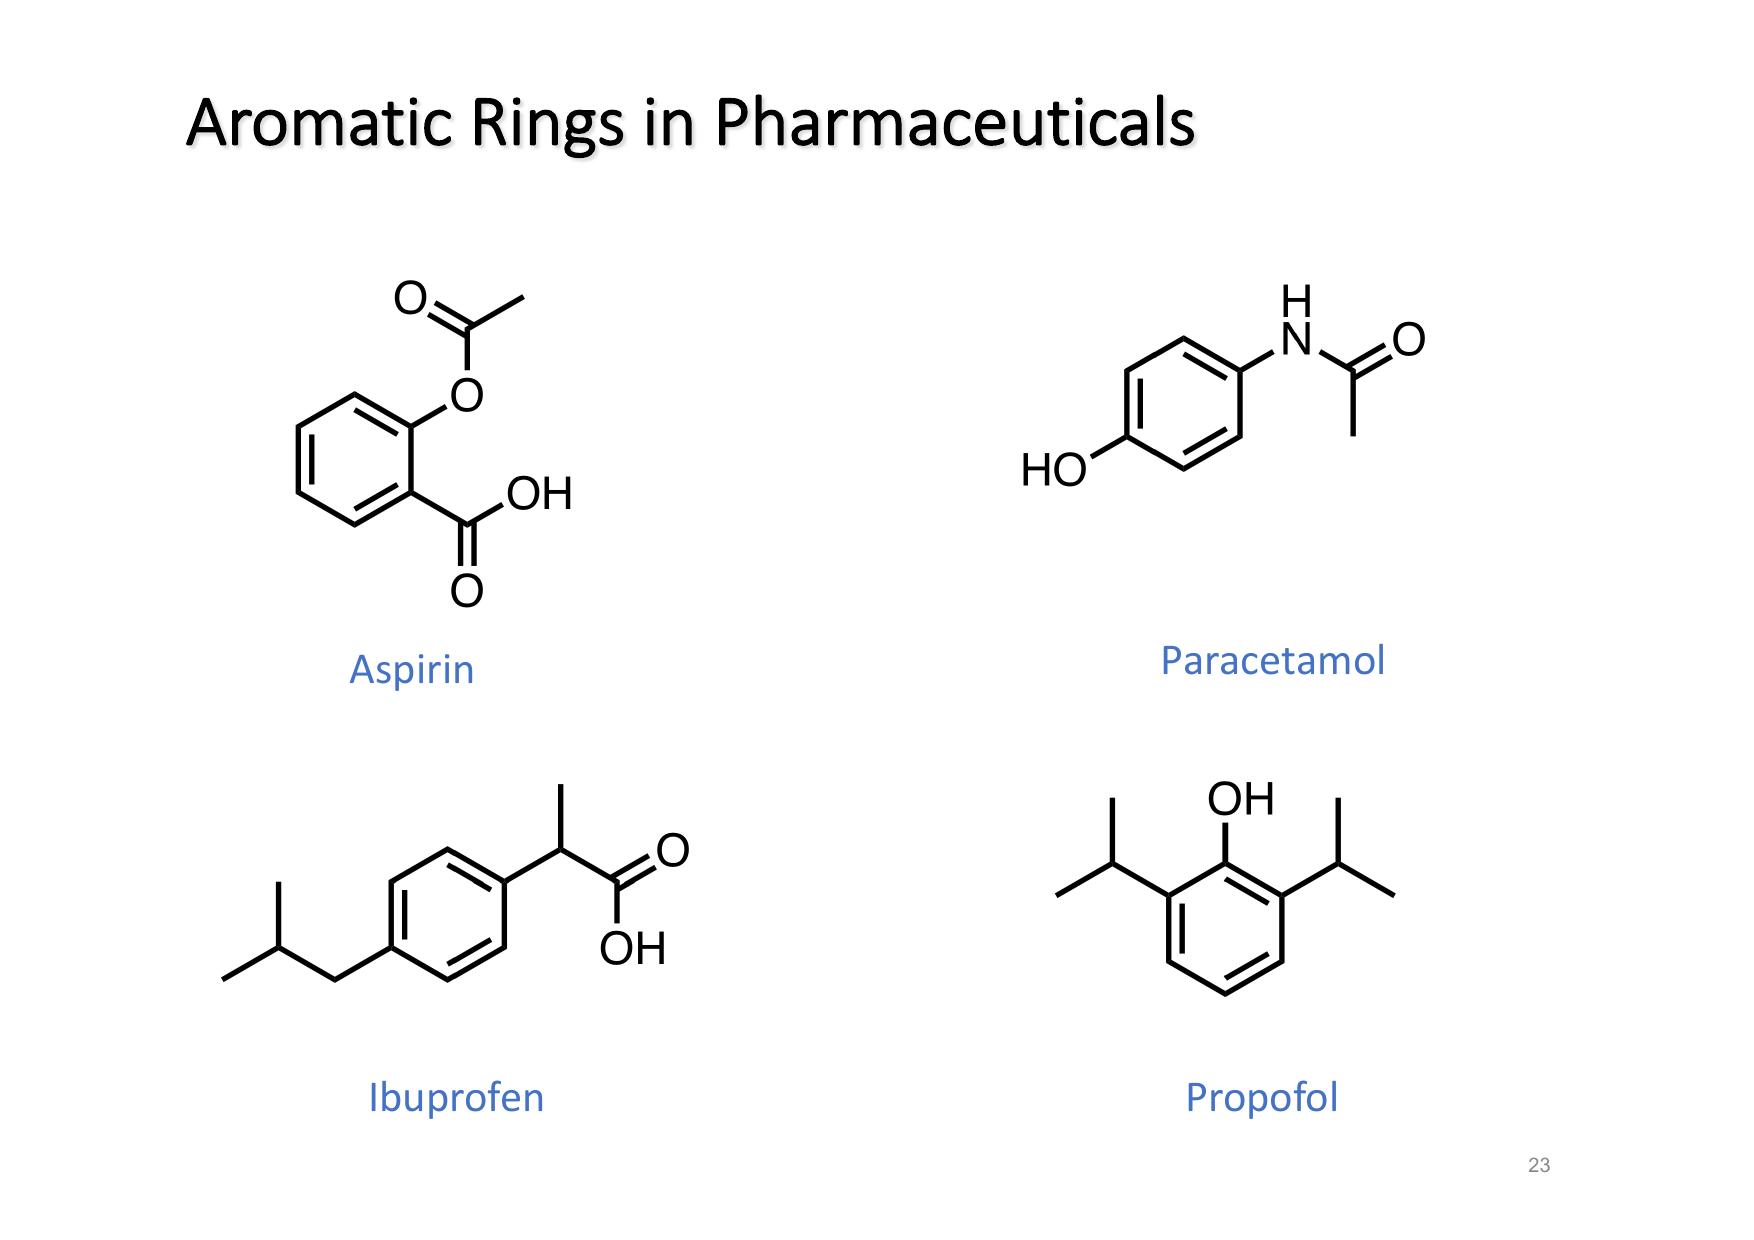 Aromatic Rings in Pharmaceuticals
O
O
OH
O
Aspirin
H
N
O
HO
Paracetamol
O
OH
Ibuprofen
OH
Propofol
23